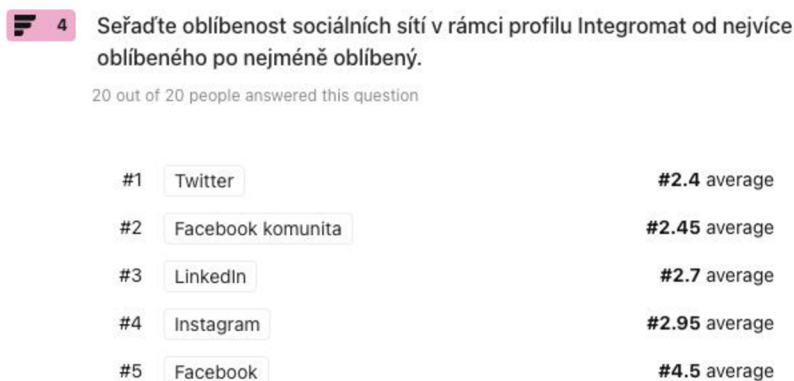 4 Seřaďte oblíbenost sociálních sítí v rámci profilu Integromat od nejvíce
oblíbeného po nejméně oblíbený.
20 out of 20 people answered this question
#1 Twitter #2.4 average
#2 Facebook komunita #2.45 average
#3 LinkedIn #2.7 average
#4 Instagram #2.95 average
#5 Facebook #4.5 average